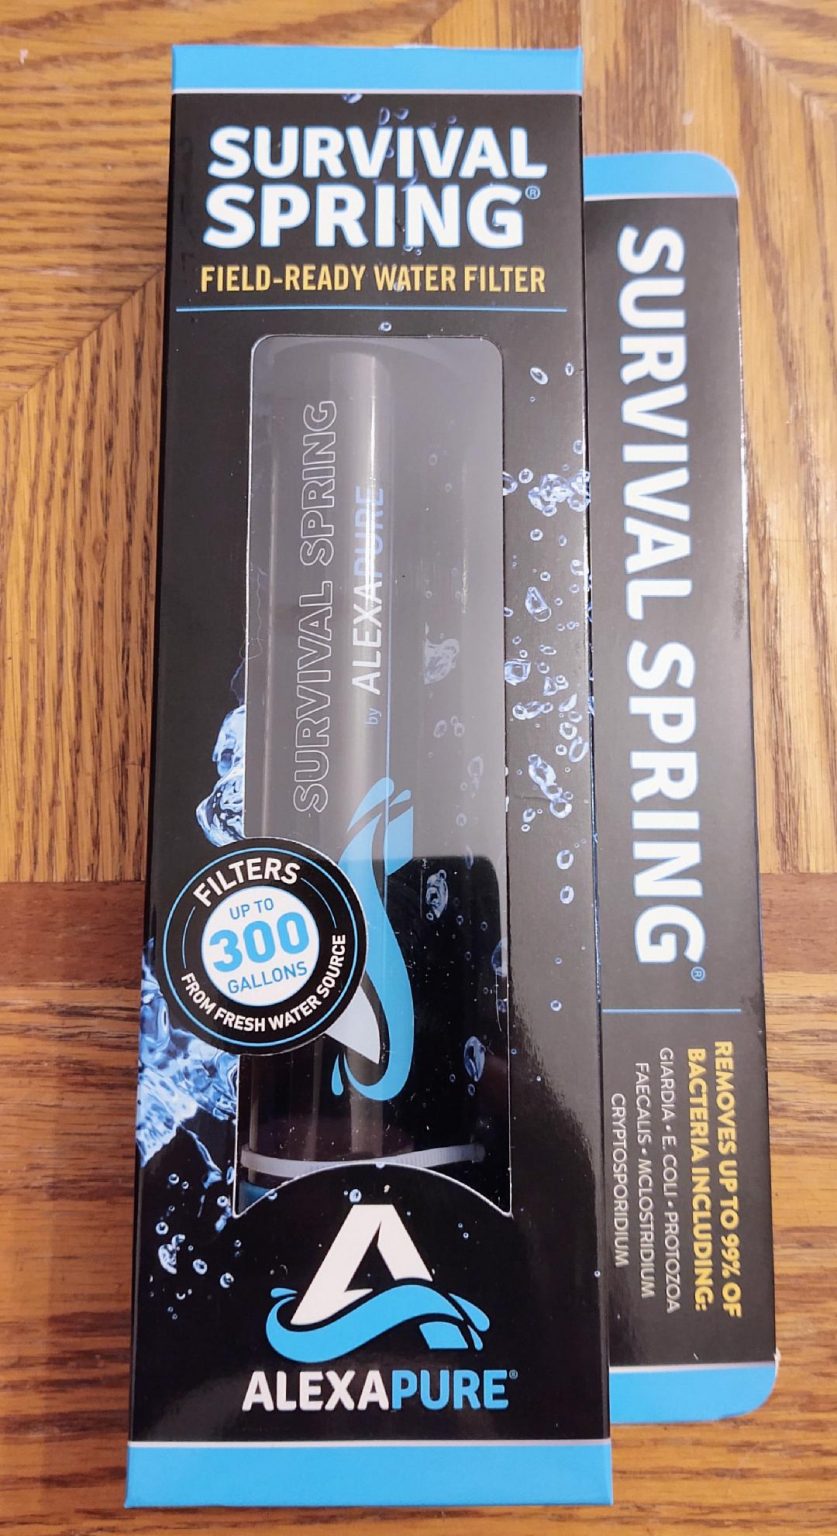 SURVIVAL
SPRING®
FIELD-READY WATER FILTER
SURVIVAL SPRING
by ALEXAPURE
FILTERS
UP TO
300
GALLONS
FROM FRESH WATER SOURCE
ALEXAPURE®
SURVIVAL SPRING®
REMOVES UP TO 99% OF
BACTERIA INCLUDING:
GIARDIA • E. COLI • PROTOZOA
FAECALIS • MCLOSTRIDIUM
CRYPTOSPORIDIUM